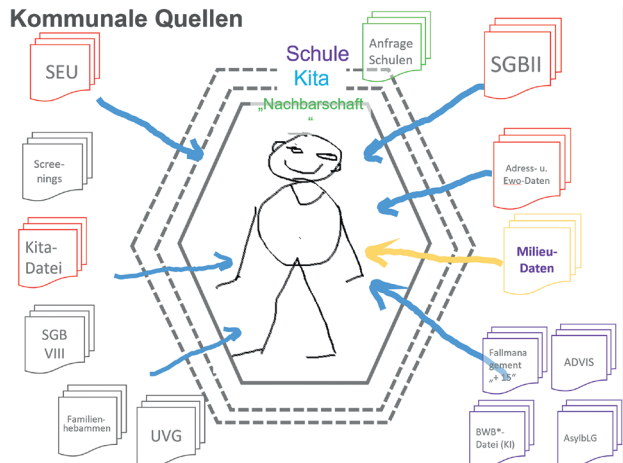 Kommunale Quellen
SEU
Schule
Kita
„Nachbarschaft
“
Anfrage
Schulen
SGBII
Scree-
nings
Adress- u.
Ewo-Daten
Kita-
Datei
Milieu-
Daten
SGB
VIII
Fallmana
gement
„+ 15“
ADVIS
Familien-
hebammen
UVG
BWB*-
Datei (KI)
AsylbLG